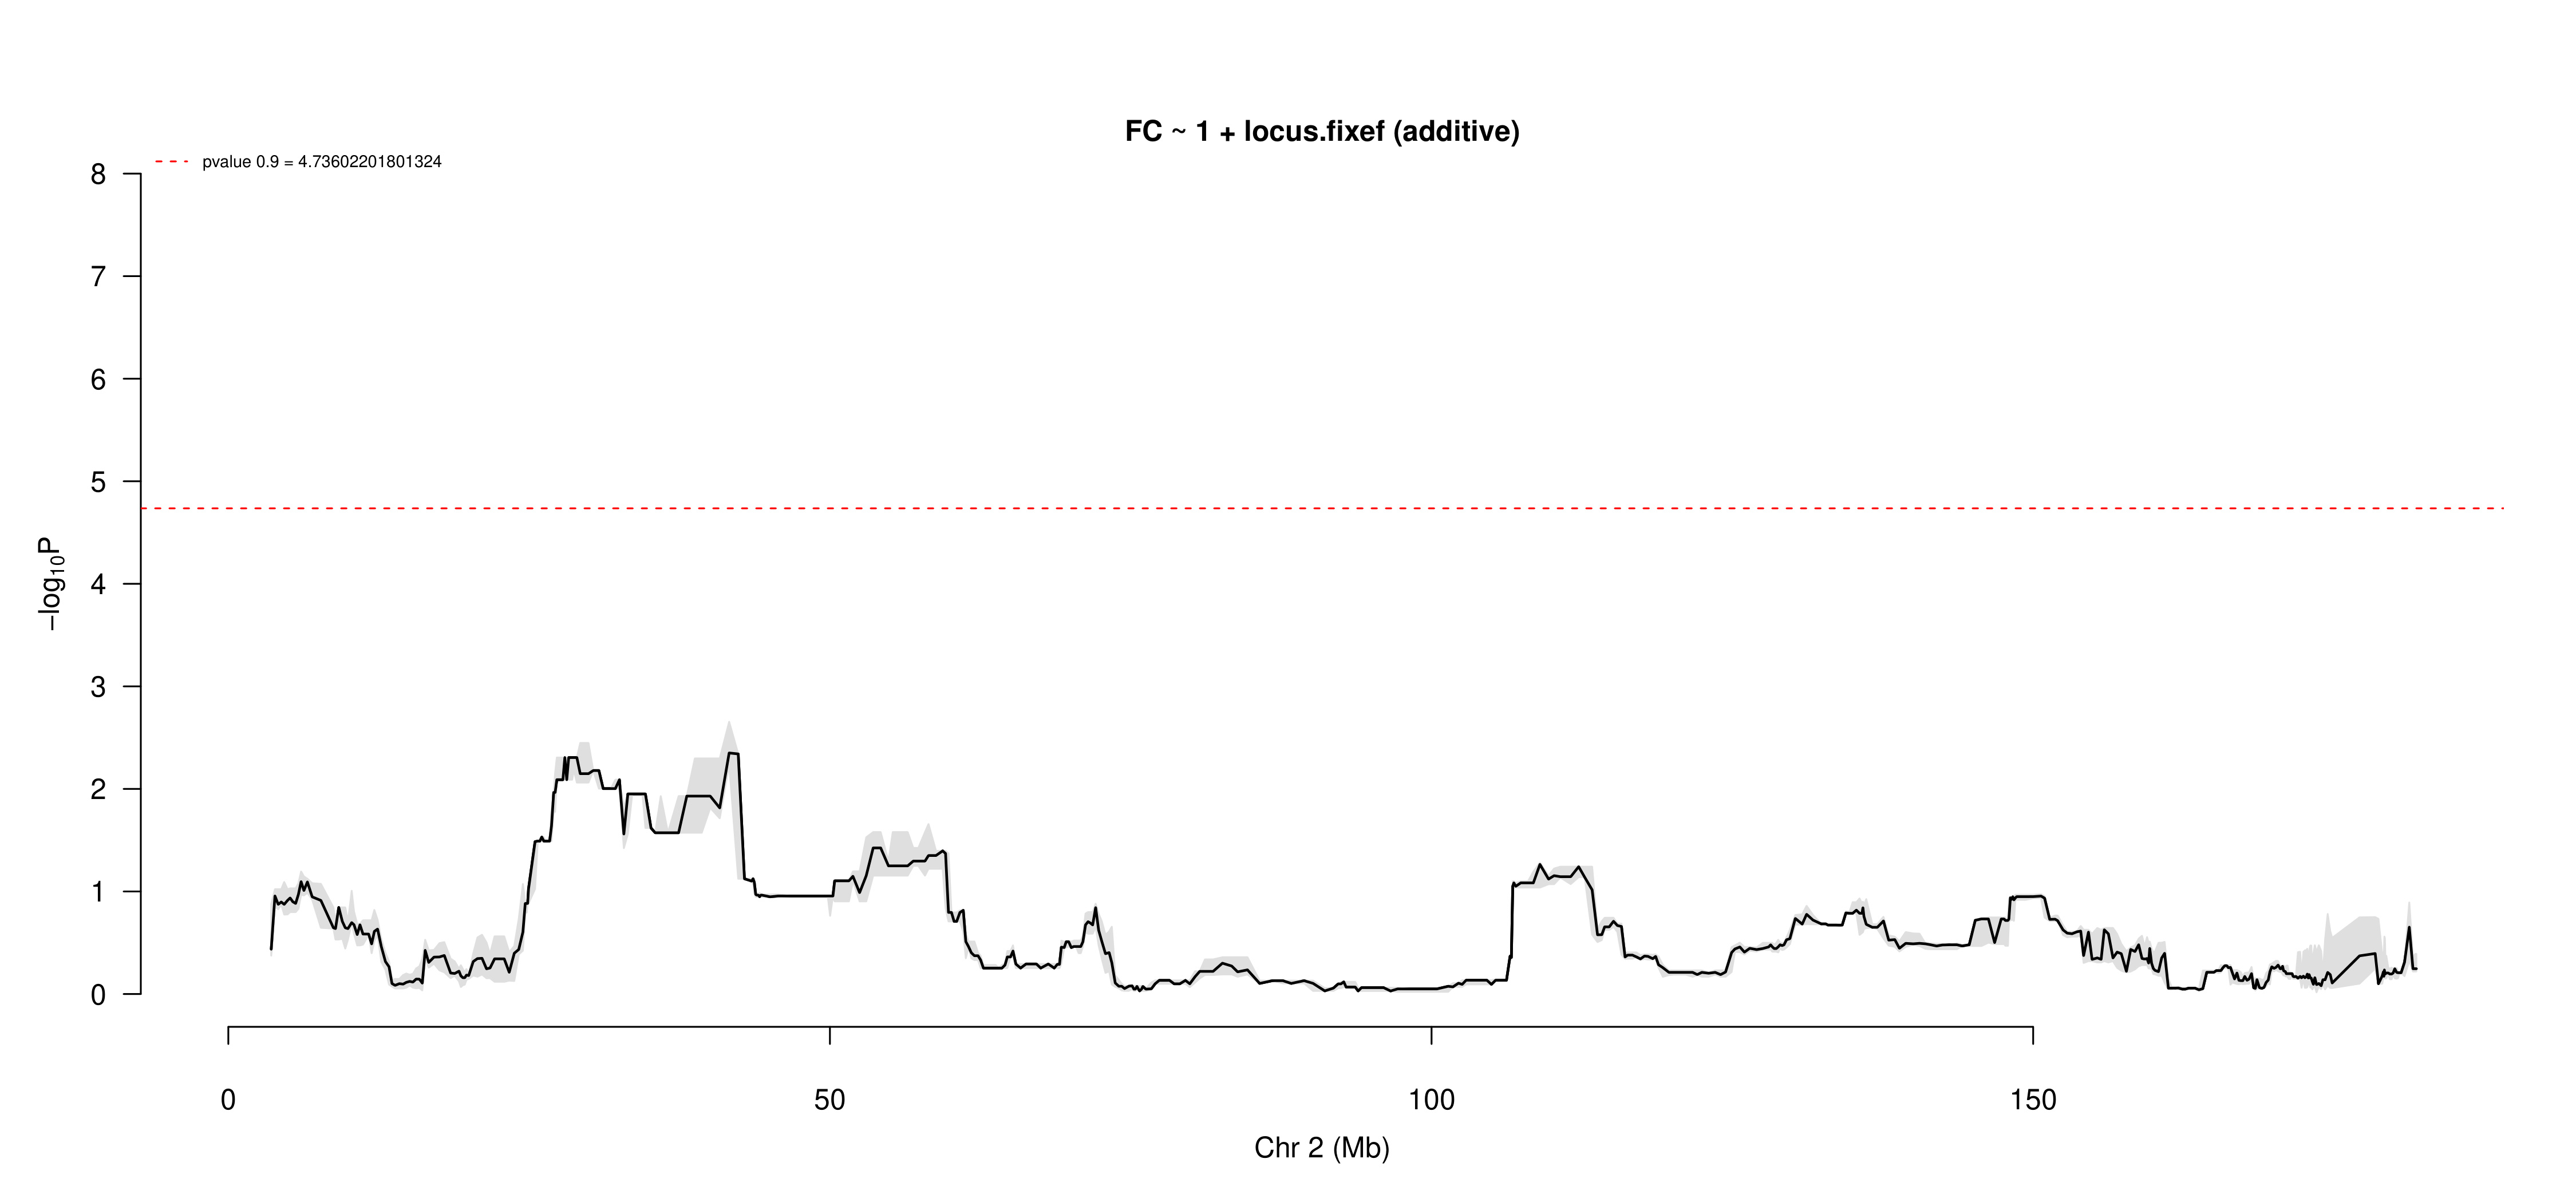 FC ~ 1 + locus.fixef (additive)
pvalue 0.9 = 4.73602201801324
8
7
6
5
4
3
2
1
0
−log10P
0 50 100 150
Chr 2 (Mb)